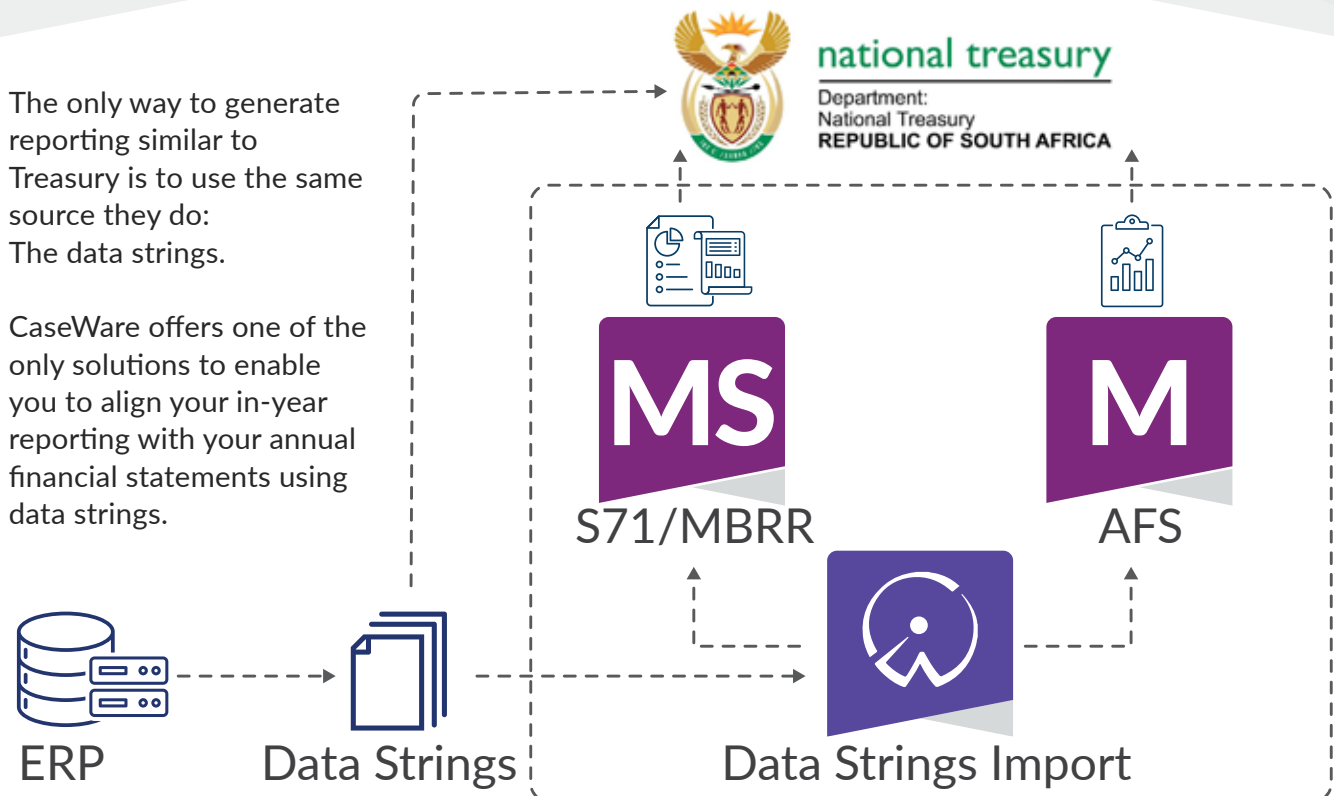 The only way to generate
reporting similar to
Treasury is to use the same
source they do:
The data strings.
CaseWare offers one of the
only solutions to enable
you to align your in-year
reporting with your annual
financial statements using
data strings.
national treasury
Department:
National Treasury
REPUBLIC OF SOUTH AFRICA
MS
M
S71/MBRR
AFS
ERP
Data Strings
Data Strings Import